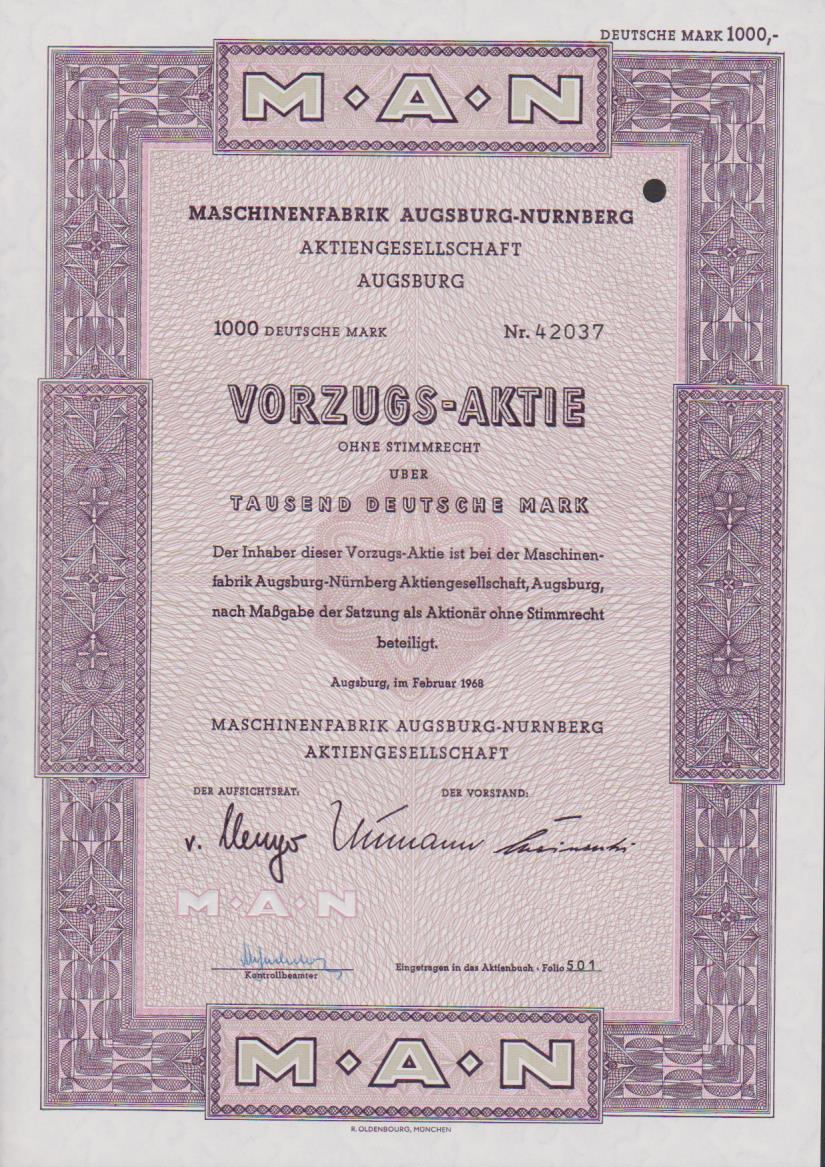 DEUTSCHE MARK 1000,-
M · A · N
MASCHINENFABRIK AUGSBURG-NÜRNBERG
AKTIENGESELLSCHAFT
AUGSBURG
1000 DEUTSCHE MARK Nr. 42037
VORZUGS-AKTIE
OHNE STIMMRECHT
ÜBER
TAUSEND DEUTSCHE MARK
Der Inhaber dieser Vorzugs-Aktie ist bei der Maschinen-
fabrik Augsburg-Nürnberg Aktiengesellschaft, Augsburg,
nach Maßgabe der Satzung als Aktionär ohne Stimmrecht
beteiligt.
Augsburg, im Februar 1968
MASCHINENFABRIK AUGSBURG-NÜRNBERG
AKTIENGESELLSCHAFT
DER AUFSICHTSRAT: DER VORSTAND:
v.
M · A · N
Kontrollbeamter
Eingetragen in das Aktienbuch · Folio 501
M · A · N
R. OLDENBOURG, MÜNCHEN